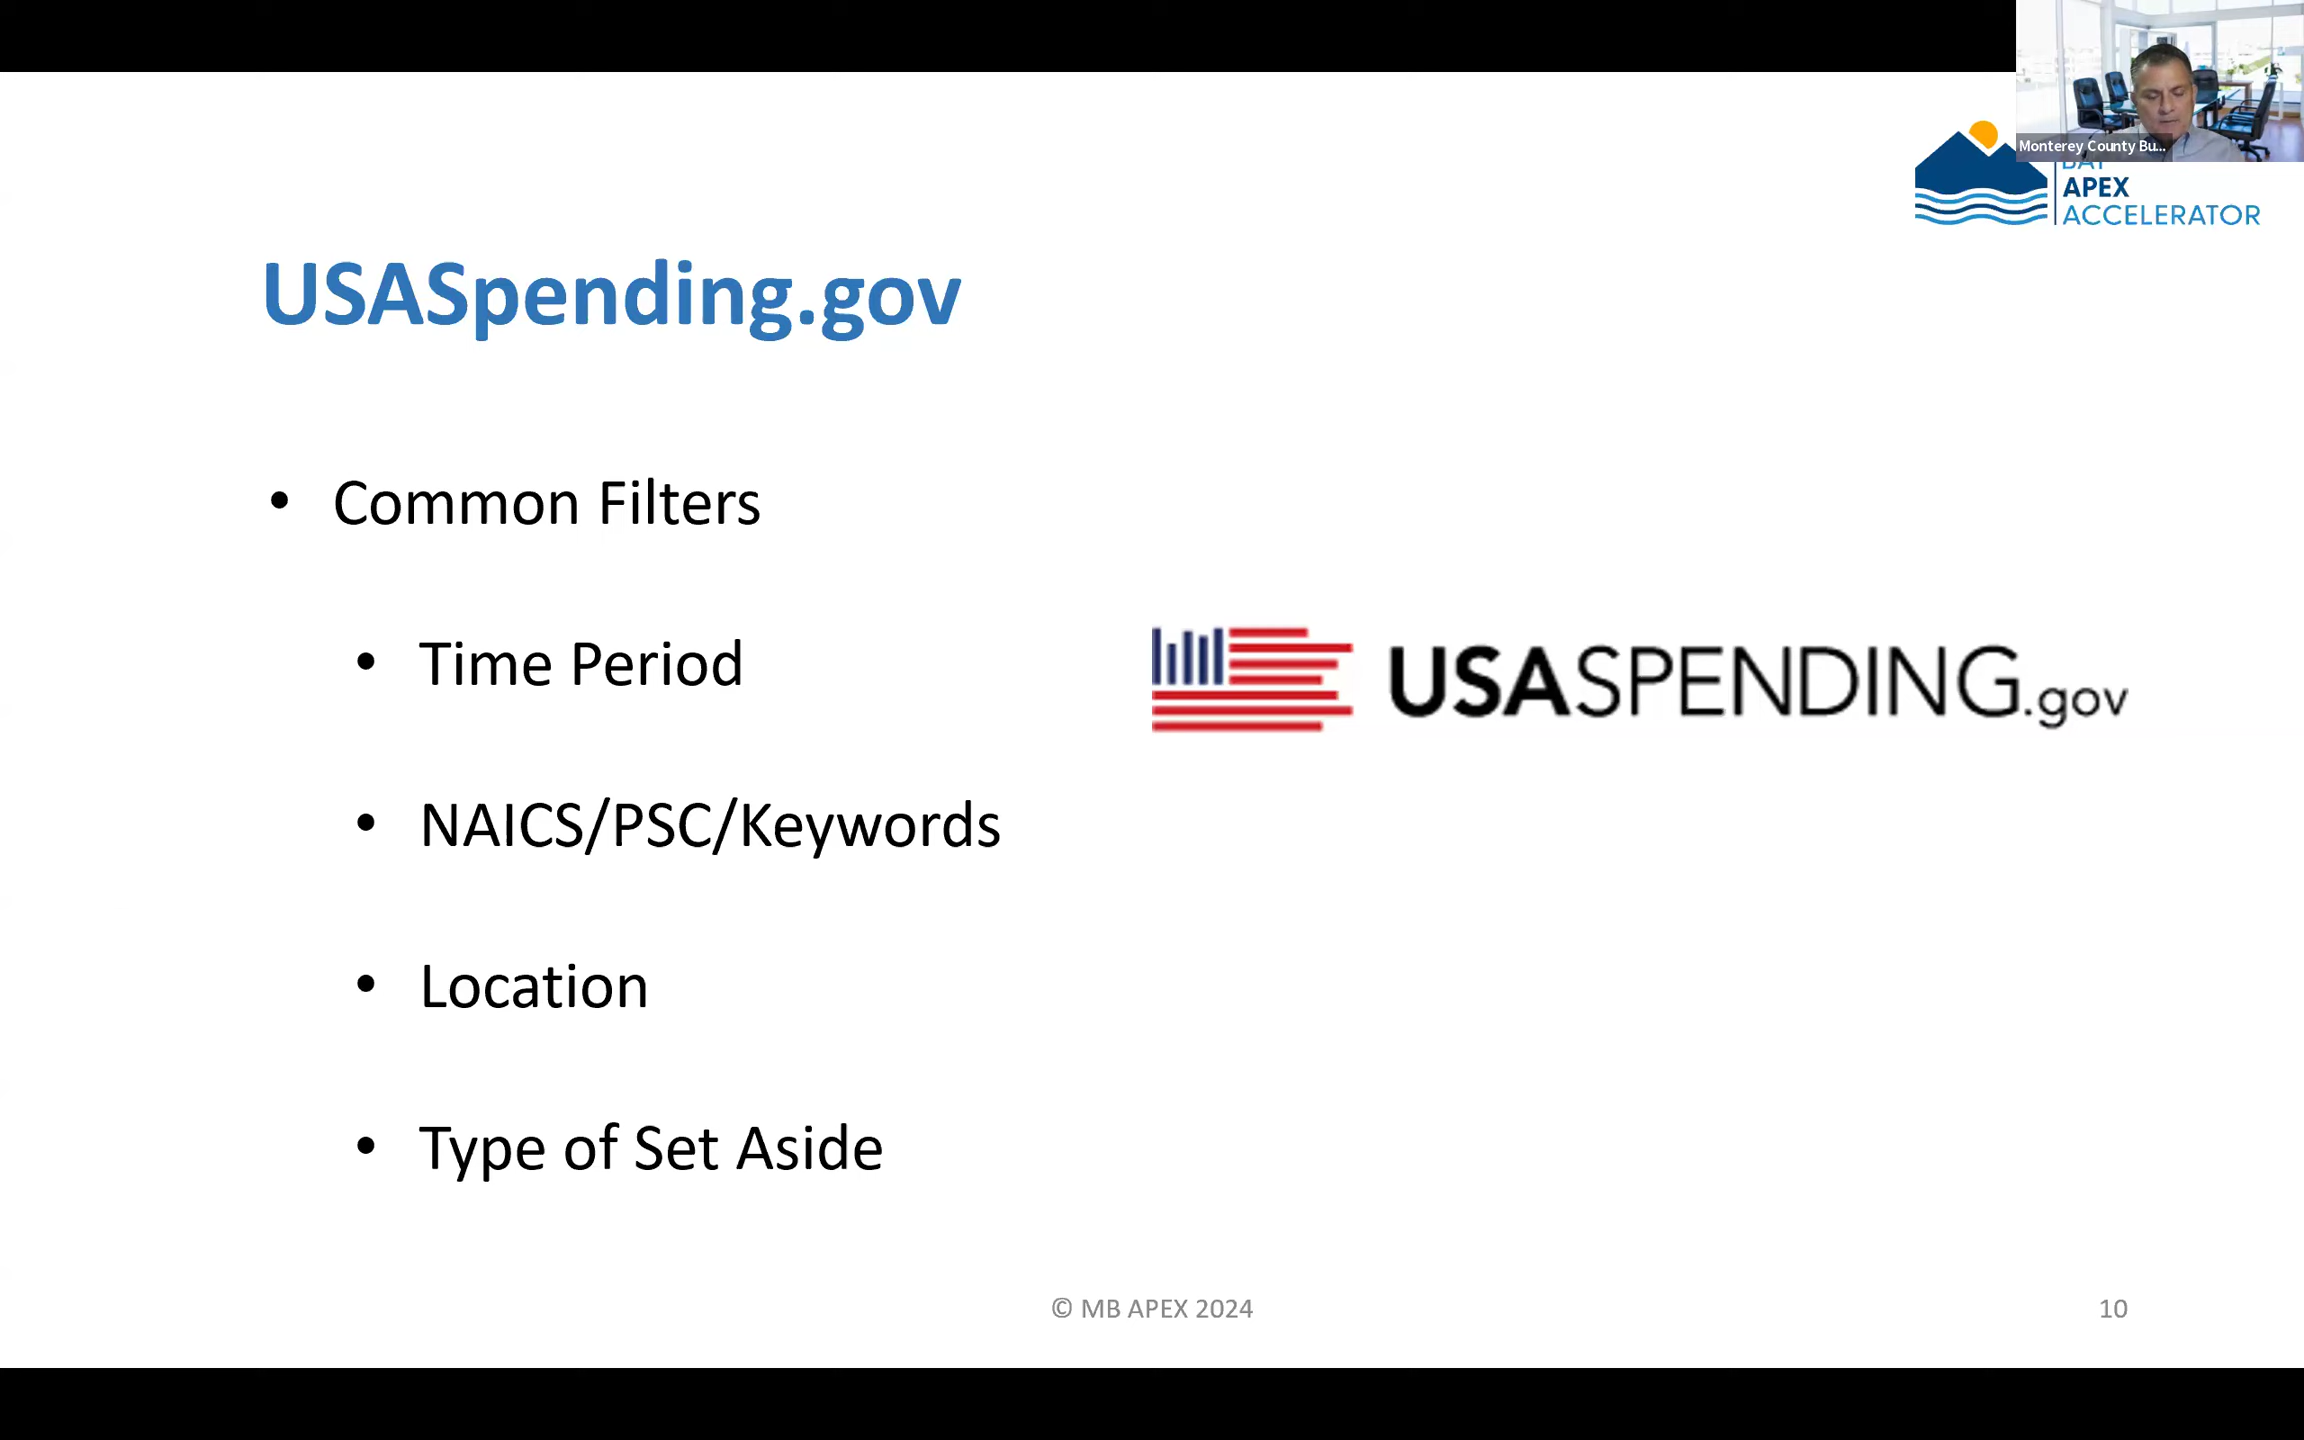 Monterey County Bu...
BAY
APEX
ACCELERATOR
USASpending.gov
• Common Filters
• Time Period
USASPENDING.gov
• NAICS/PSC/Keywords
• Location
• Type of Set Aside
© MB APEX 2024
10